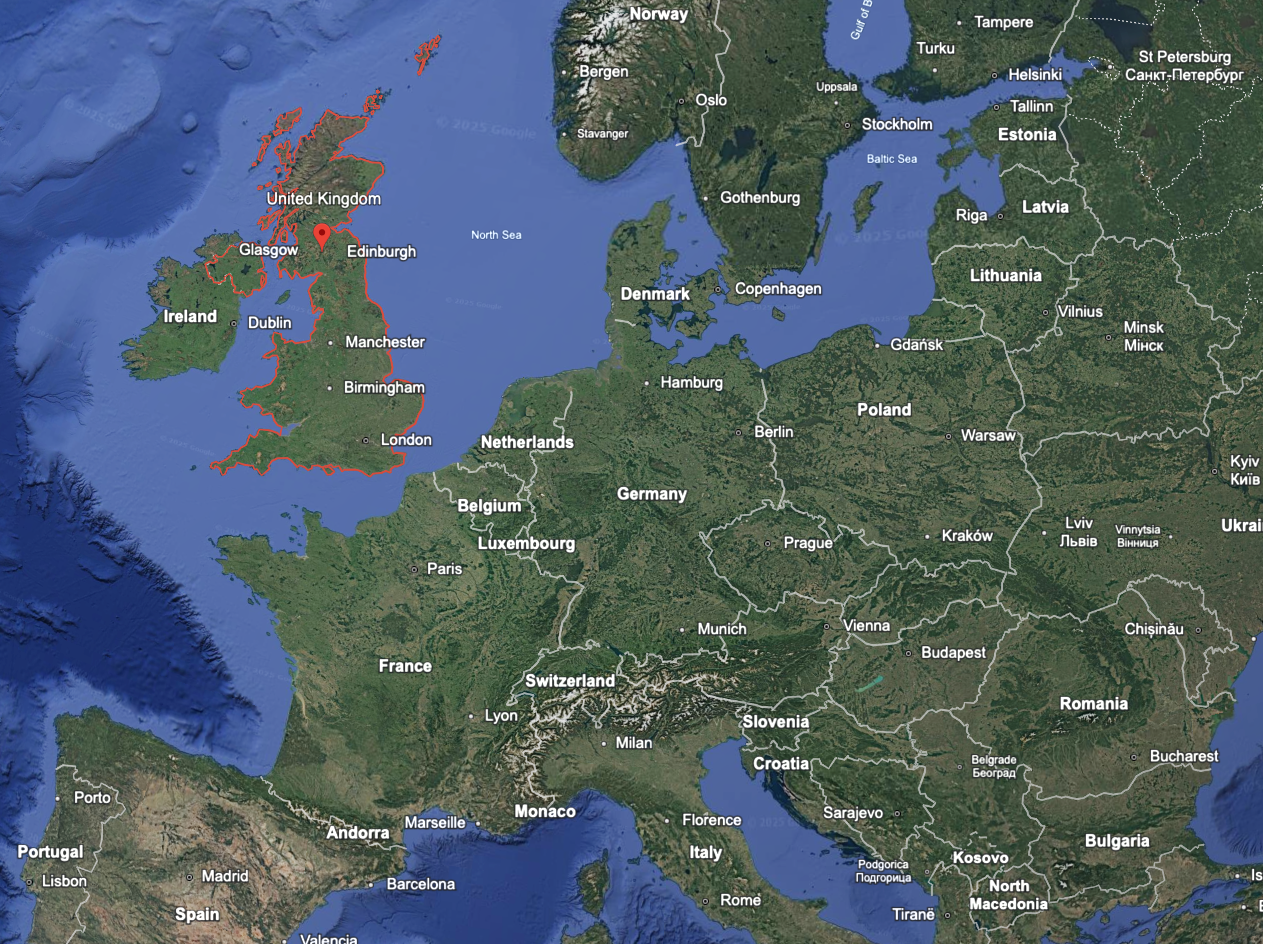 Norway
Gulf of B
Tampere
Turku
St Petersburg
Санкт-Петербург
Bergen
Helsinki
Uppsala
Oslo
Tallinn
Stavanger
© 2025 Google
Stockholm
Estonia
Baltic Sea
United Kingdom
Gothenburg
Latvia
Riga
North Sea
© 2025 Goo
Glasgow
Edinburgh
Lithuania
Denmark
Copenhagen
Ireland
Dublin
Vilnius
Minsk
Мінск
Manchester
Gdańsk
Birmingham
Hamburg
Poland
London
Netherlands
Berlin
Warsaw
Kyiv
Київ
Germany
Belgium
Lviv
Львів
Vinnytsia
Вінниця
Ukrai
Luxembourg
Prague
Kraków
Paris
Munich
Vienna
Chișinău
Budapest
France
Switzerland
Romania
Lyon
Slovenia
Milan
Croatia
Belgrade
Београд
Bucharest
Porto
Monaco
Andorra
Marseille
Florence
Sarajevo
Bulgaria
Portugal
Italy
Kosovo
Podgorica
Подгорица
Lisbon
Madrid
Barcelona
North
Macedonia
Is
Rome
Spain
Tiranë
Valencia